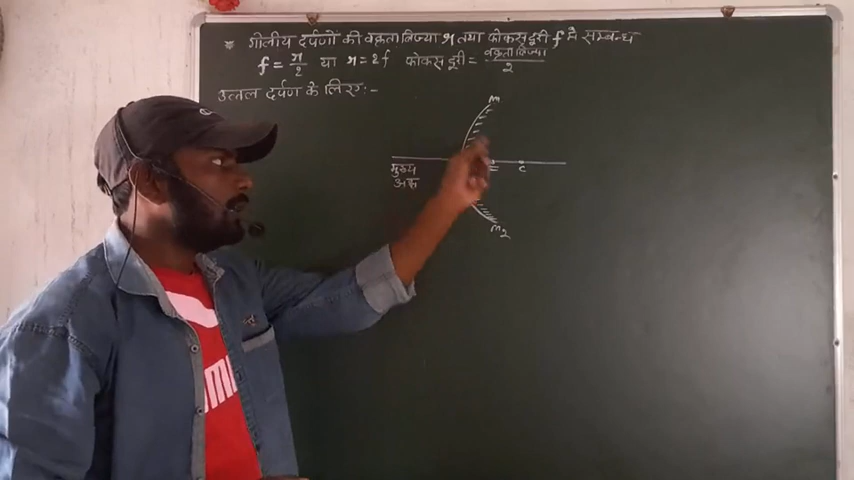 * गोलीय दर्पणों की वक्रता त्रिज्या r तथा फोकस दूरी f में सम्बन्ध
f = r/2 या r = 2f फोकस दूरी = वक्रता त्रिज्या/2
उत्तल दर्पण के लिए :-
M
मुख्य
अक्ष
C
M2